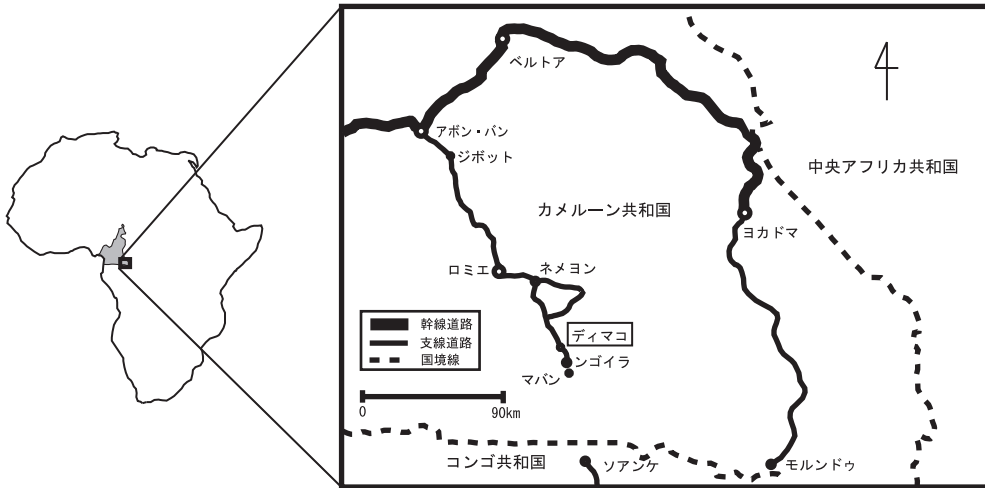 ベルトア
アボン・バン
ジボット
中央アフリカ共和国
カメルーン共和国
ヨカドマ
ロミエ
ネメヨン
幹線道路
支線道路
国境線
ディマコ
ンゴイラ
マバン
0 90km
コンゴ共和国
ソアンケ
モルンドゥ